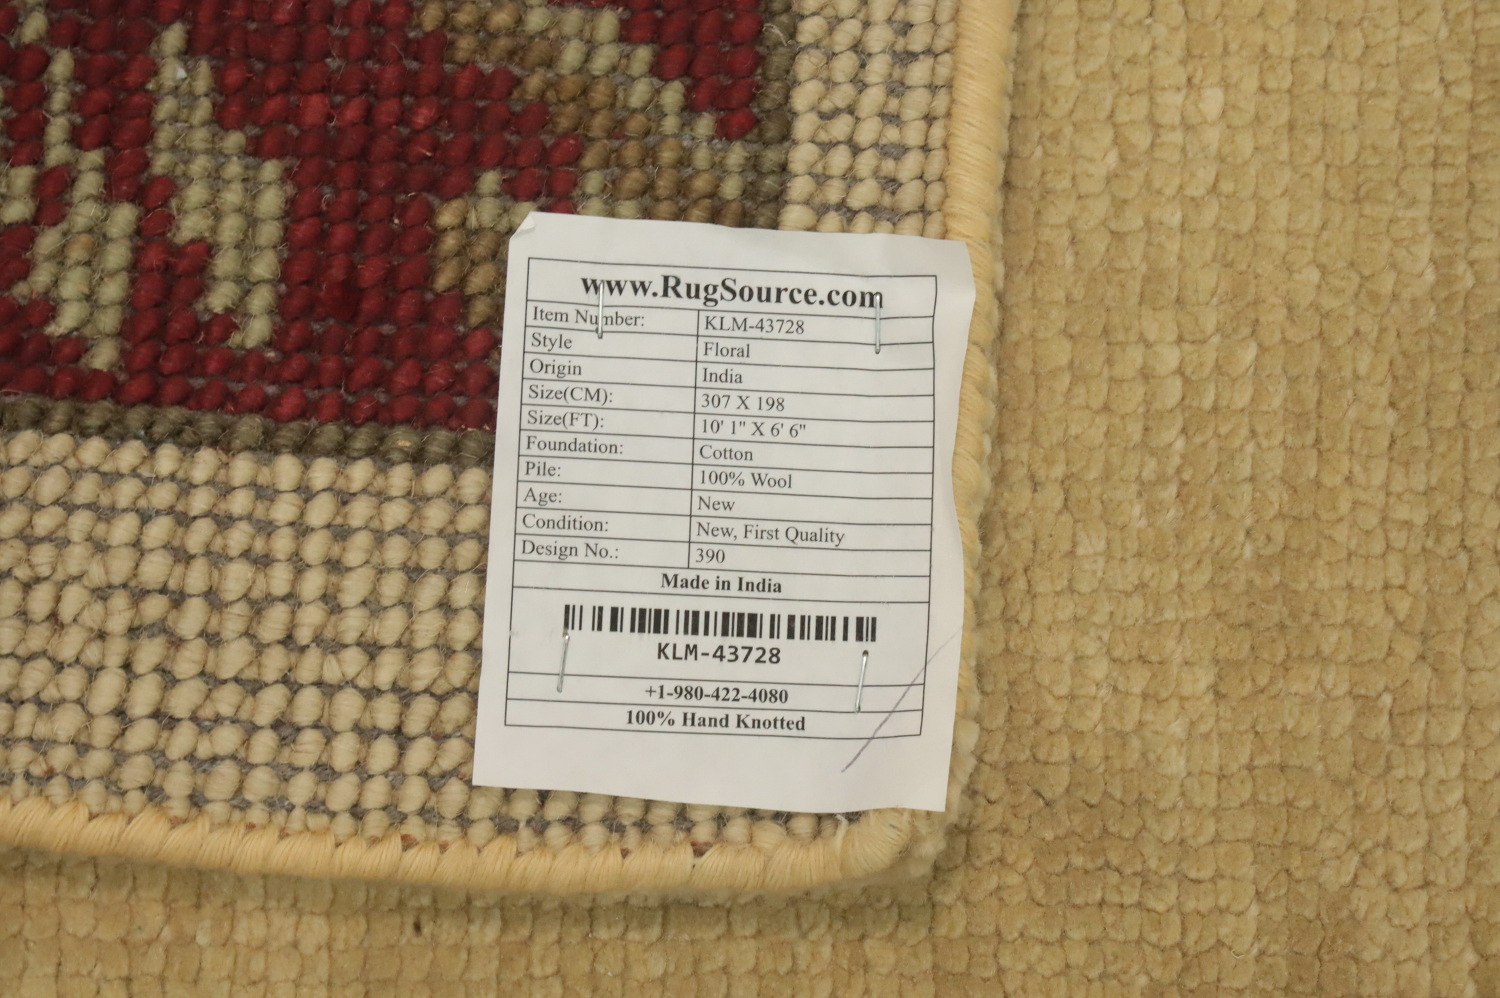 www.RugSource.com
Item Number: KLM-43728
Style Floral
Origin India
Size(CM): 307 X 198
Size(FT): 10' 1" X 6' 6"
Foundation: Cotton
Pile: 100% Wool
Age: New
Condition: New, First Quality
Design No.: 390
Made in India
KLM-43728
+1-980-422-4080
100% Hand Knotted